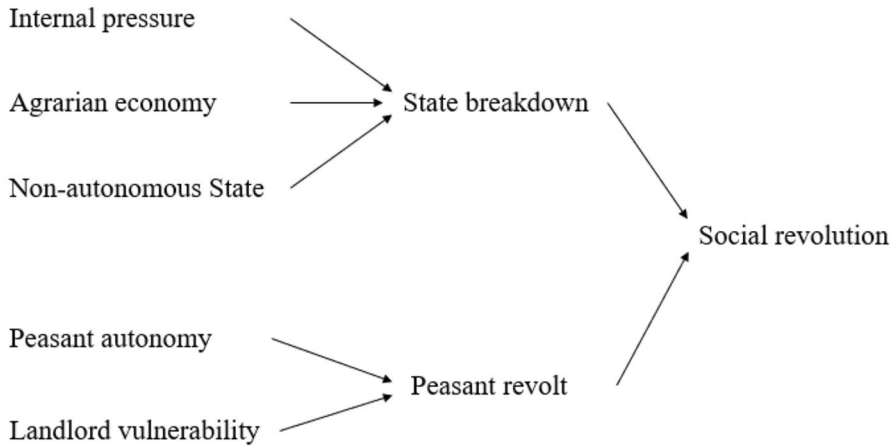 Internal pressure
Agrarian economy
State breakdown
Non-autonomous State
Social revolution
Peasant autonomy
Peasant revolt
Landlord vulnerability